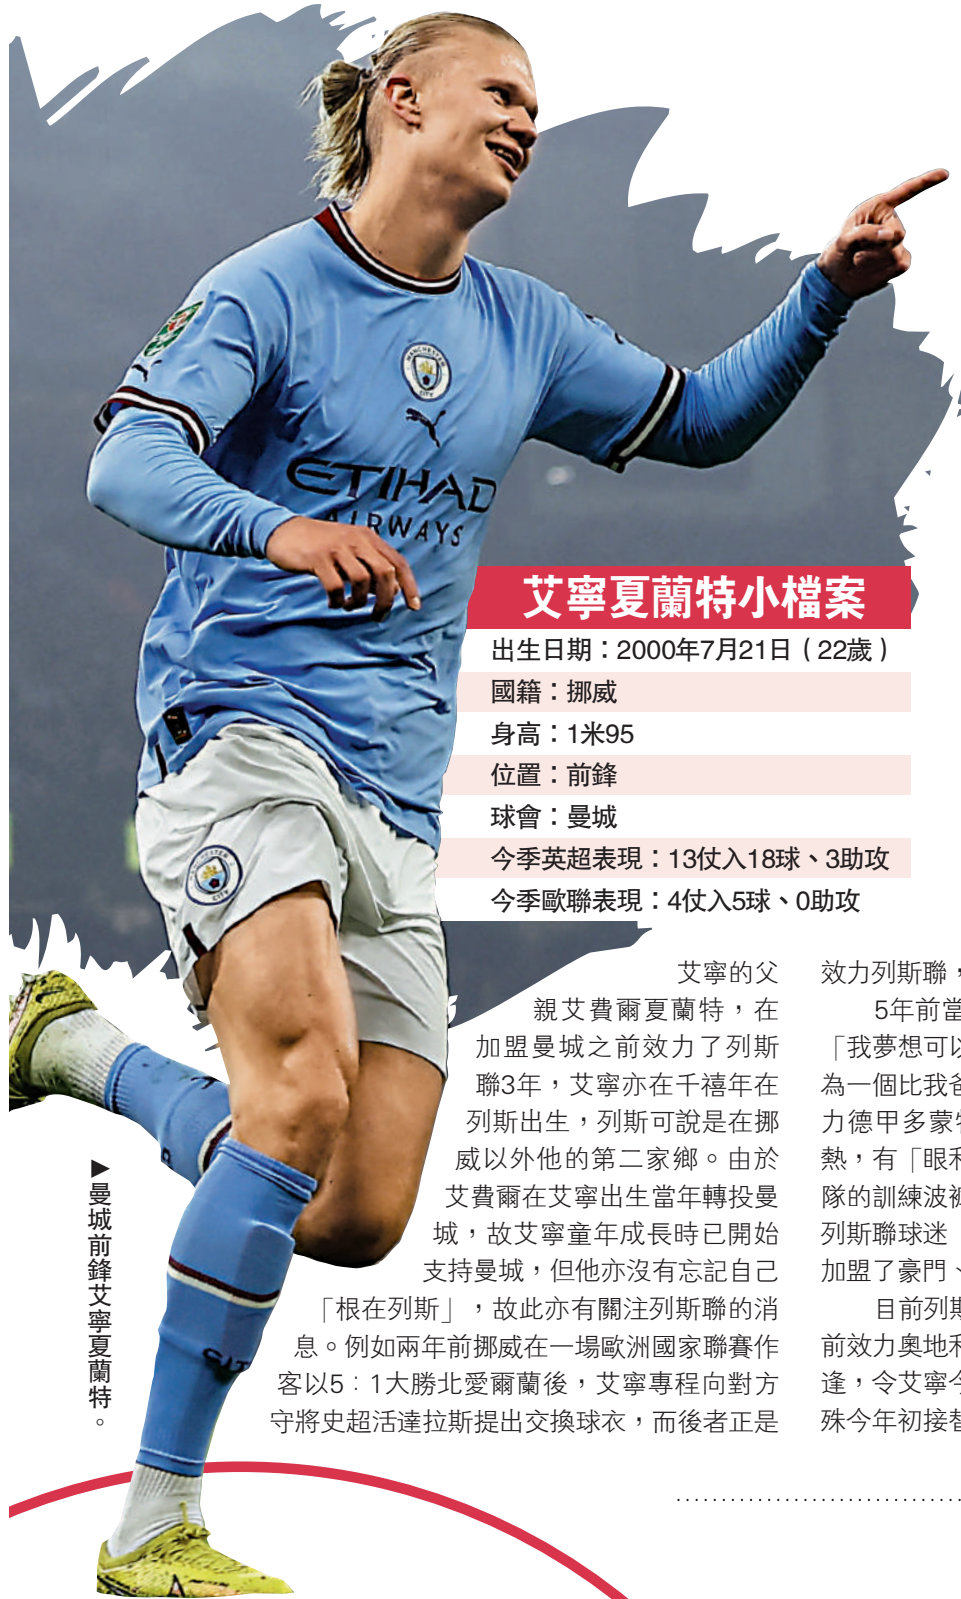 MANCHESTER
CITY
ETIHAD
AIRWAYS
艾寧夏蘭特小檔案
出生日期：2000年7月21日（22歲）
國籍：挪威
身高：1米95
位置：前鋒
球會：曼城
今季英超表現：13仗入18球、3助攻
今季歐聯表現：4仗入5球、0助攻
MANCHESTER
CITY
▶曼城前鋒艾寧夏蘭特。
艾寧的父
親艾費爾夏蘭特，在
加盟曼城之前效力了列斯
聯3年，艾寧亦在千禧年在
列斯出生，列斯可說是在挪
威以外他的第二家鄉。由於
艾費爾在艾寧出生當年轉投曼
城，故艾寧童年成長時已開始
支持曼城，但他亦沒有忘記自己
「根在列斯」，故此亦有關注列斯聯的消
息。例如兩年前挪威在一場歐洲國家聯賽作
客以5：1大勝北愛爾蘭後，艾寧專程向對方
守將史超活達拉斯提出交換球衣，而後者正是
效力列斯聯，
5年前當
「我夢想可以
為一個比我爸
力德甲多蒙特
熱，有「眼利
隊的訓練波褲
列斯聯球迷
加盟了豪門、
目前列斯
前效力奧地利
逢，令艾寧今
殊今年初接替